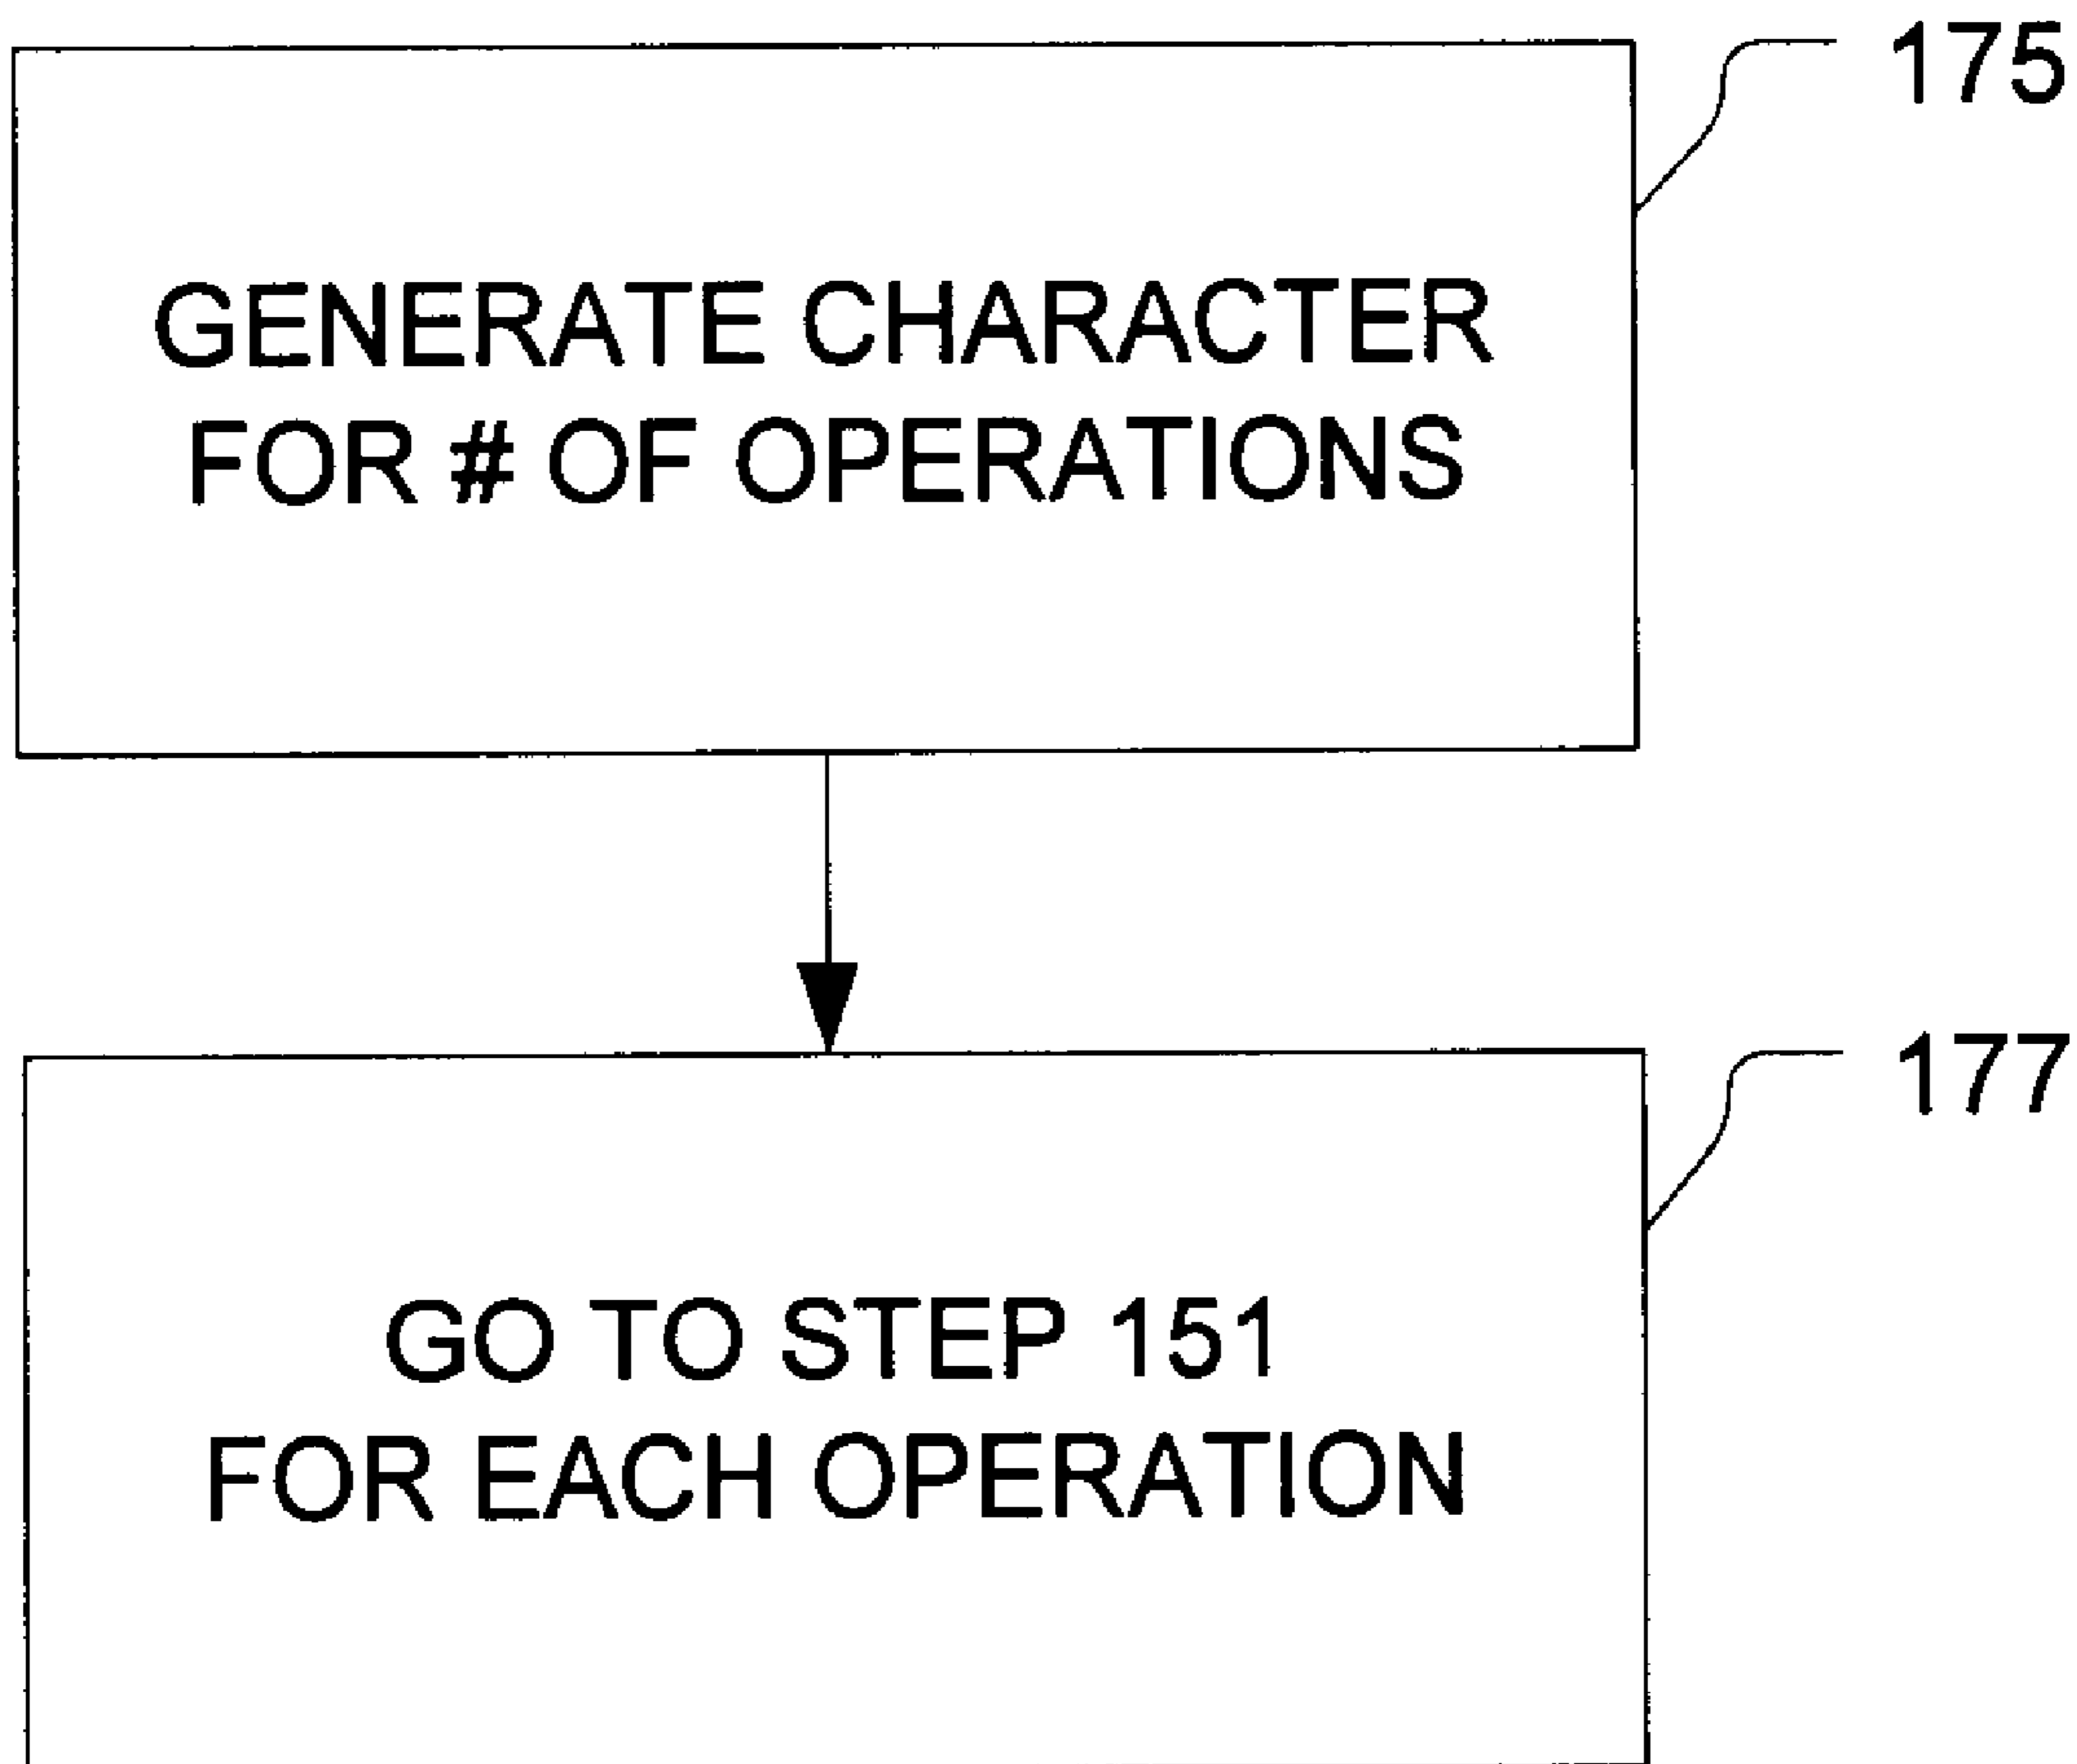 175
GENERATE CHARACTER
FOR # OF OPERATIONS
177
GO TO STEP 151
FOR EACH OPERATION